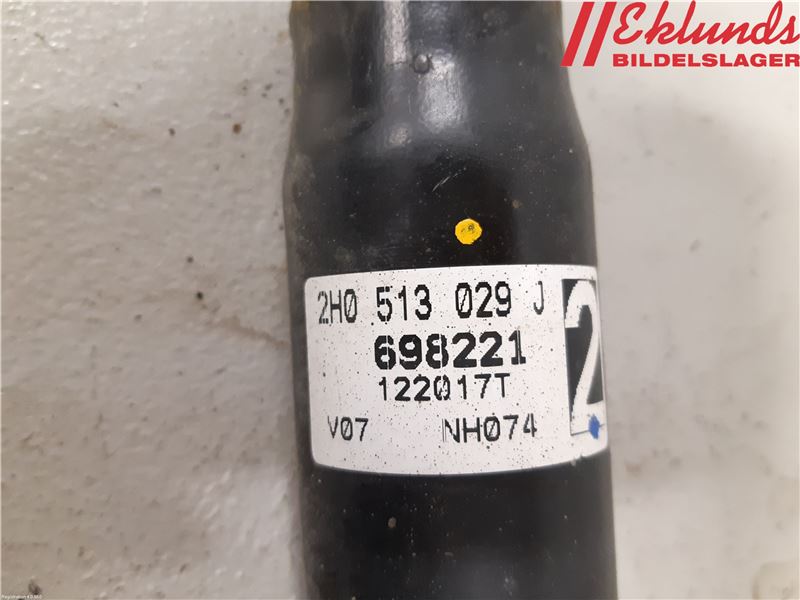 Eklunds
BILDELSLAGER
2H0 513 029 J
698221
122017T
V07 NH074
2